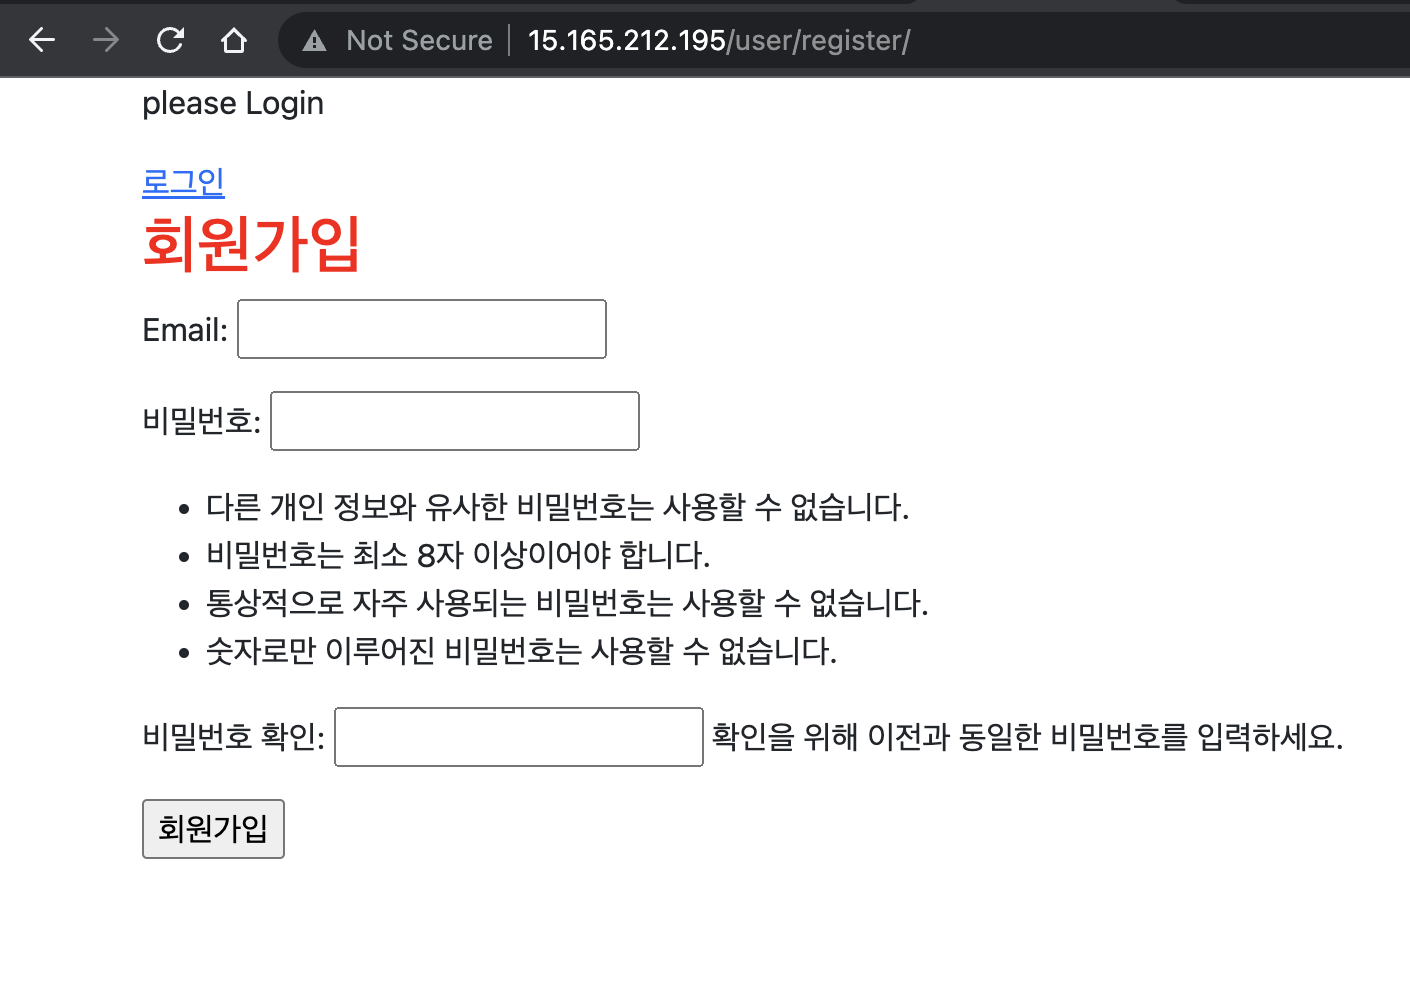 Not Secure | 15.165.212.195/user/register/
please Login
로그인
회원가입
Email:
비밀번호:
• 다른 개인 정보와 유사한 비밀번호는 사용할 수 없습니다.
• 비밀번호는 최소 8자 이상이어야 합니다.
• 통상적으로 자주 사용되는 비밀번호는 사용할 수 없습니다.
• 숫자로만 이루어진 비밀번호는 사용할 수 없습니다.
비밀번호 확인: 확인을 위해 이전과 동일한 비밀번호를 입력하세요.
회원가입